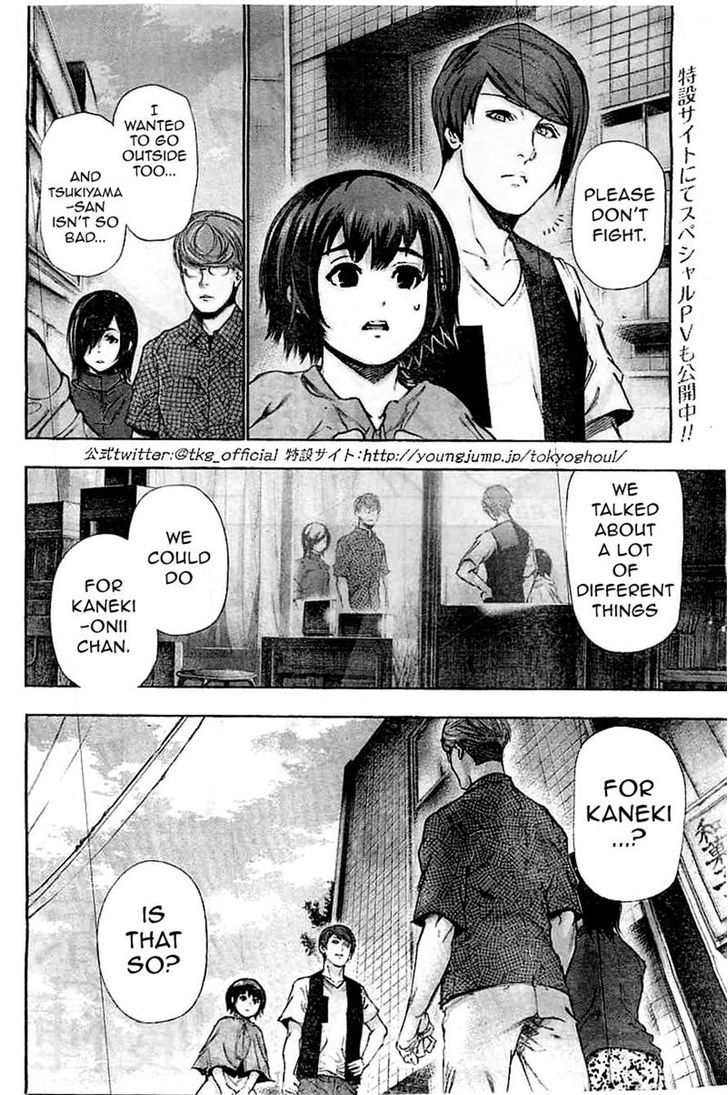 特設サイトにてスペシャルPVも公開中!!
PLEASE
DON'T
FIGHT.
I
WANTED
TO GO
OUTSIDE
TOO...
AND
TSUKIYAMA
-SAN
ISN'T SO
BAD...
公式twitter:@tkg_official 特設サイト:http://youngjump.jp/tokyoghoul/
WE
TALKED
ABOUT
A LOT
OF
DIFFERENT
THINGS
WE
COULD
DO
FOR
KANEKI
-ONII
CHAN.
FOR
KANEKI
...?
IS
THAT
SO?